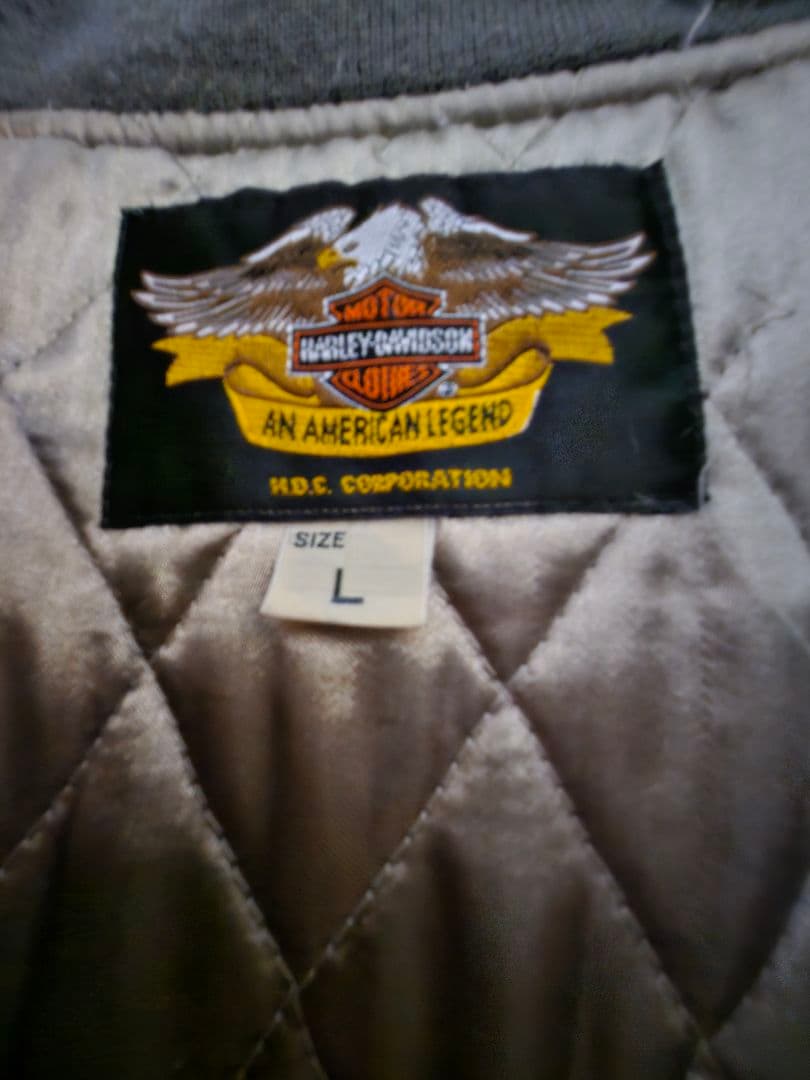 MOTOR
HARLEY-DAVIDSON
CLOTHES
AN AMERICAN LEGEND
H.D.C. CORPORATION
SIZE
L